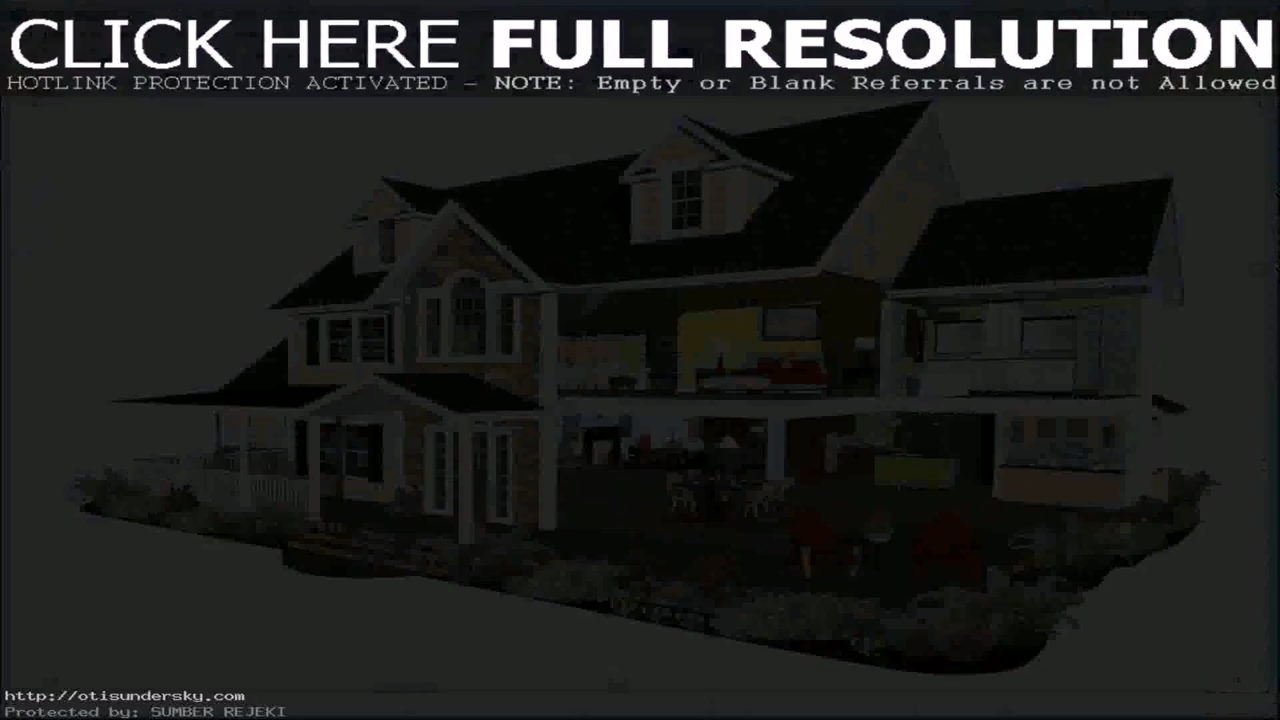 CLICK HERE FULL RESOLUTION
HOTLINK PROTECTION ACTIVATED - NOTE: Empty or Blank Referrals are not Allowed
http://otisundersky.com
Protected by: SUMBER REJEKI